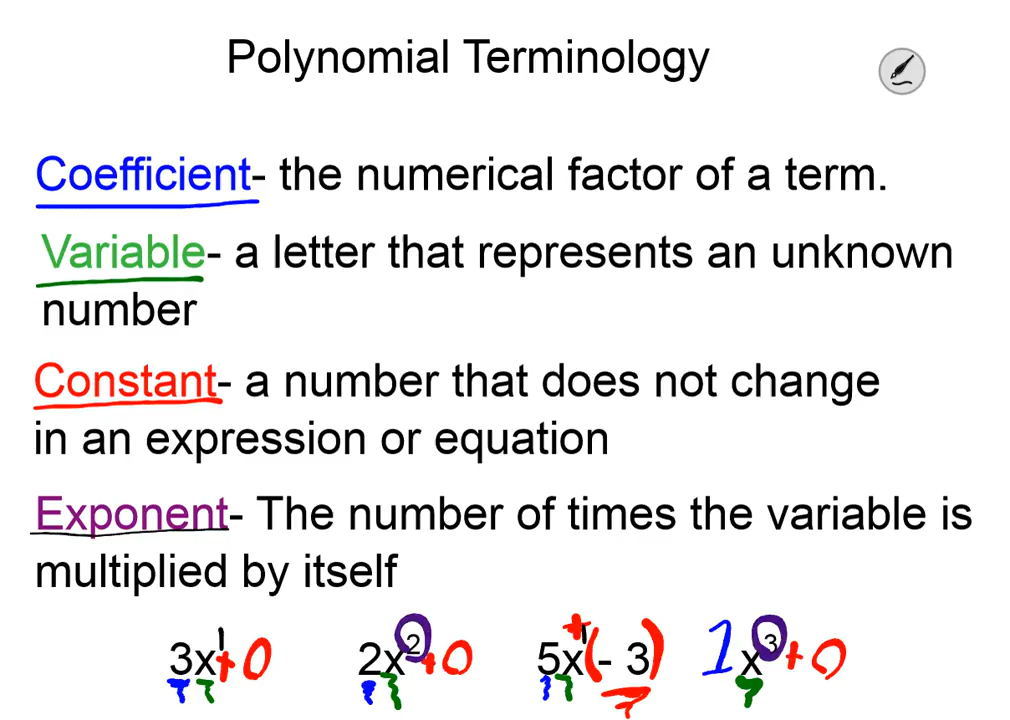 Polynomial Terminology
Coefficient- the numerical factor of a term.
Variable- a letter that represents an unknown
number
Constant- a number that does not change
in an expression or equation
Exponent- The number of times the variable is
multiplied by itself
3x¹+0 2x²+0 5x¹+(- 3) 1x³+0